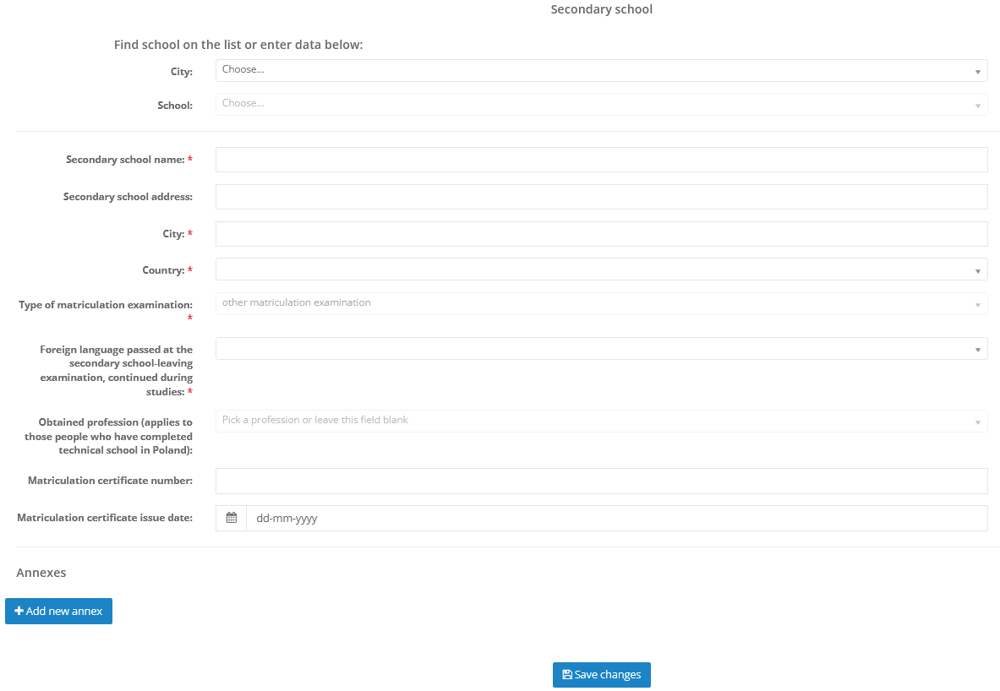 Secondary school
Find school on the list or enter data below:
City:
Choose...
School:
Choose...
Secondary school name: *
Secondary school address:
City: *
Country: *
Type of matriculation examination:
*
other matriculation examination
Foreign language passed at the
secondary school-leaving
examination, continued during
studies: *
Obtained profession (applies to
those people who have completed
technical school in Poland):
Pick a profession or leave this field blank
Matriculation certificate number:
Matriculation certificate issue date:
dd-mm-yyyy
Annexes
Add new annex
Save changes